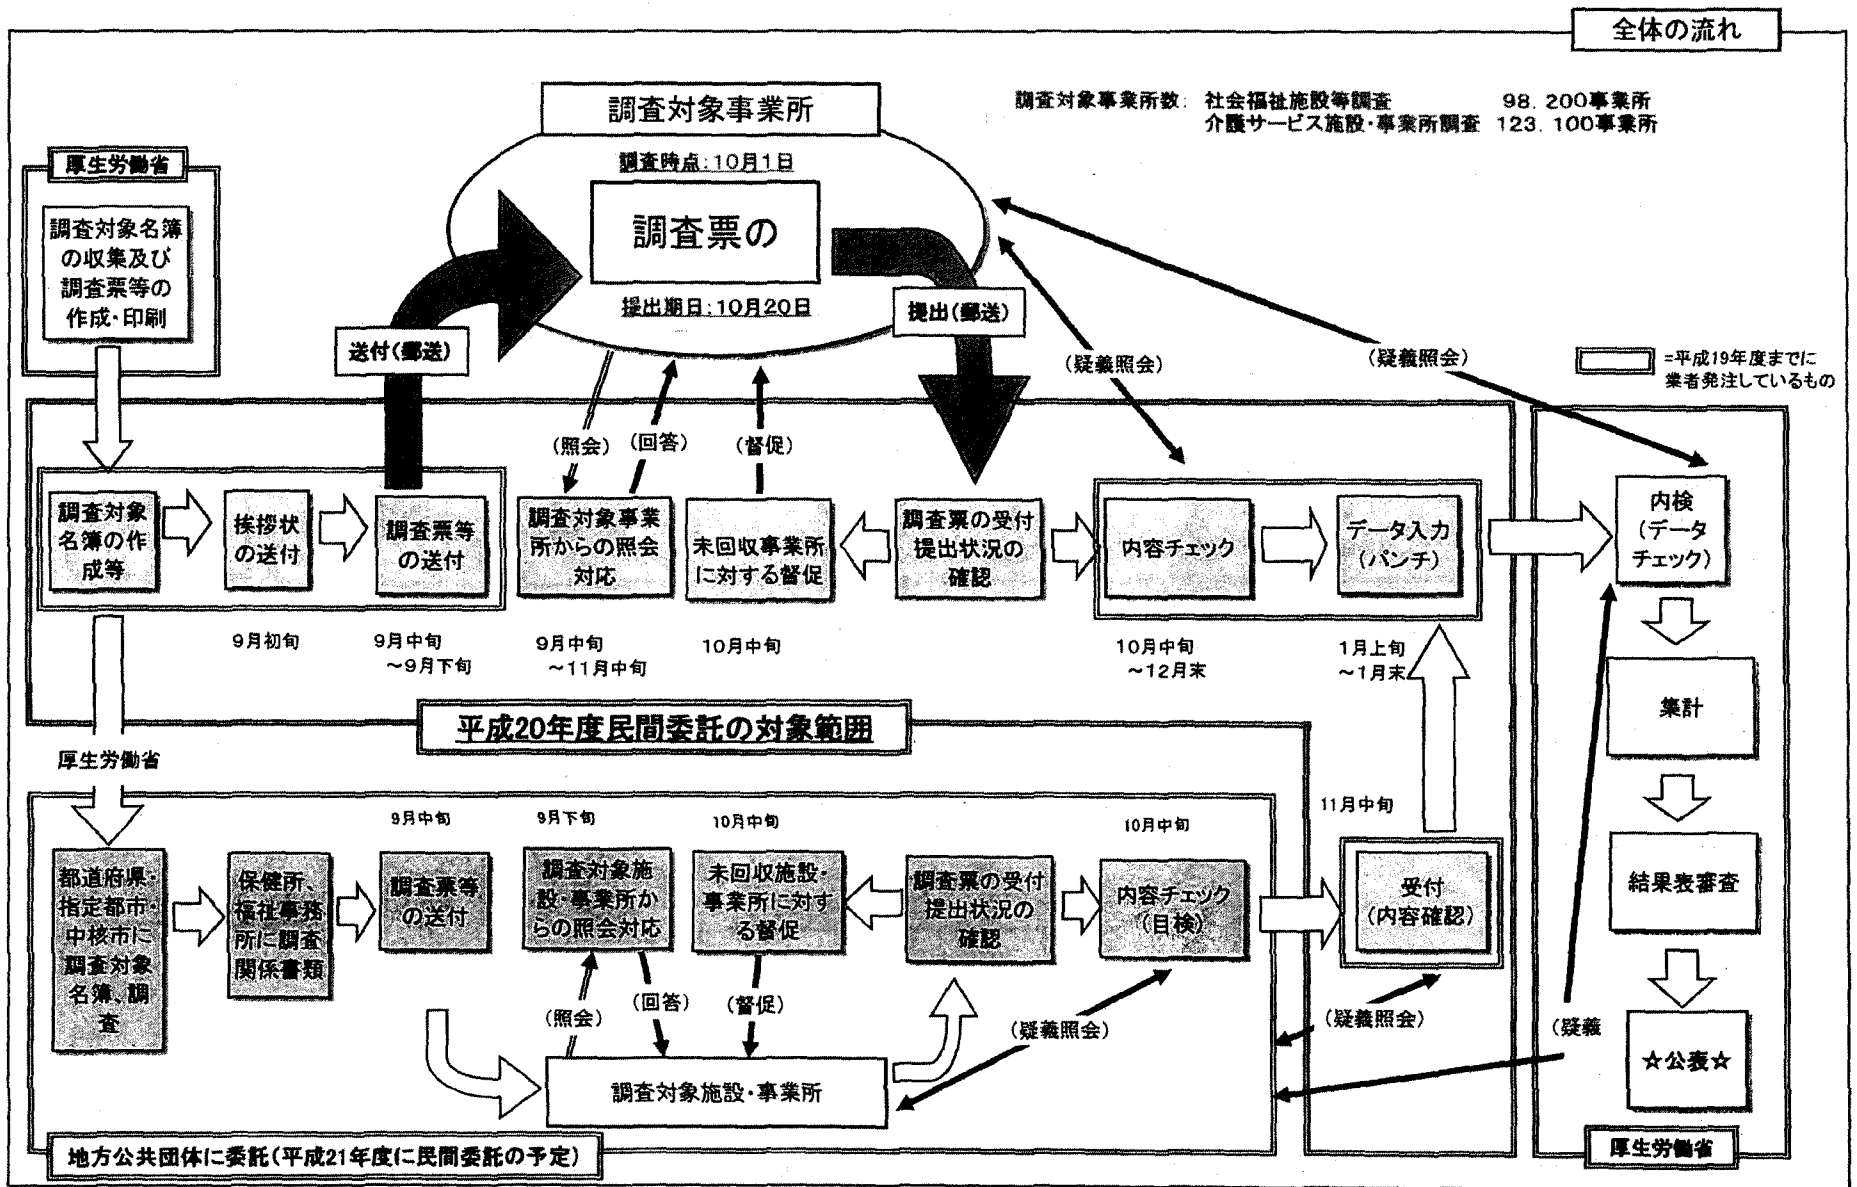 全体の流れ
調査対象事業所数: 社会福祉施設等調査 98,200事業所
介護サービス施設・事業所調査 123,100事業所
調査対象事業所
調査時点:10月1日
調査票の
提出期日:10月20日
厚生労働省
調査対象名簿
の収集及び
調査票等の
作成・印刷
送付(郵送)
提出(郵送)
(疑義照会)
(疑義照会)
=平成19年度までに
業者発注しているもの
(照会)
(回答)
(督促)
調査対象
名簿の作
成等
挨拶状
の送付
調査票等
の送付
調査対象事業
所からの照会
対応
未回収事業所
に対する督促
調査票の受付
提出状況の
確認
内容チェック
データ入力
(パンチ)
内検
(データ
チェック)
9月初旬
9月中旬
~9月下旬
9月中旬
~11月中旬
10月中旬
10月中旬
~12月末
1月上旬
~1月末
集計
平成20年度民間委託の対象範囲
厚生労働省
9月中旬
9月下旬
10月中旬
10月中旬
11月中旬
都道府県・
指定都市・
中核市に
調査対象
名簿、調
査
保健所、
福祉事務
所に調査
関係書類
調査票等
の送付
調査対象施
設・事業所か
らの照会対応
未回収施設・
事業所に対す
る督促
調査票の受付
提出状況の
確認
内容チェック
(目検)
受付
(内容確認)
結果表審査
(照会)
(回答)
(督促)
(疑義照会)
(疑義照会)
(疑義
☆公表☆
調査対象施設・事業所
地方公共団体に委託(平成21年度に民間委託の予定)
厚生労働省